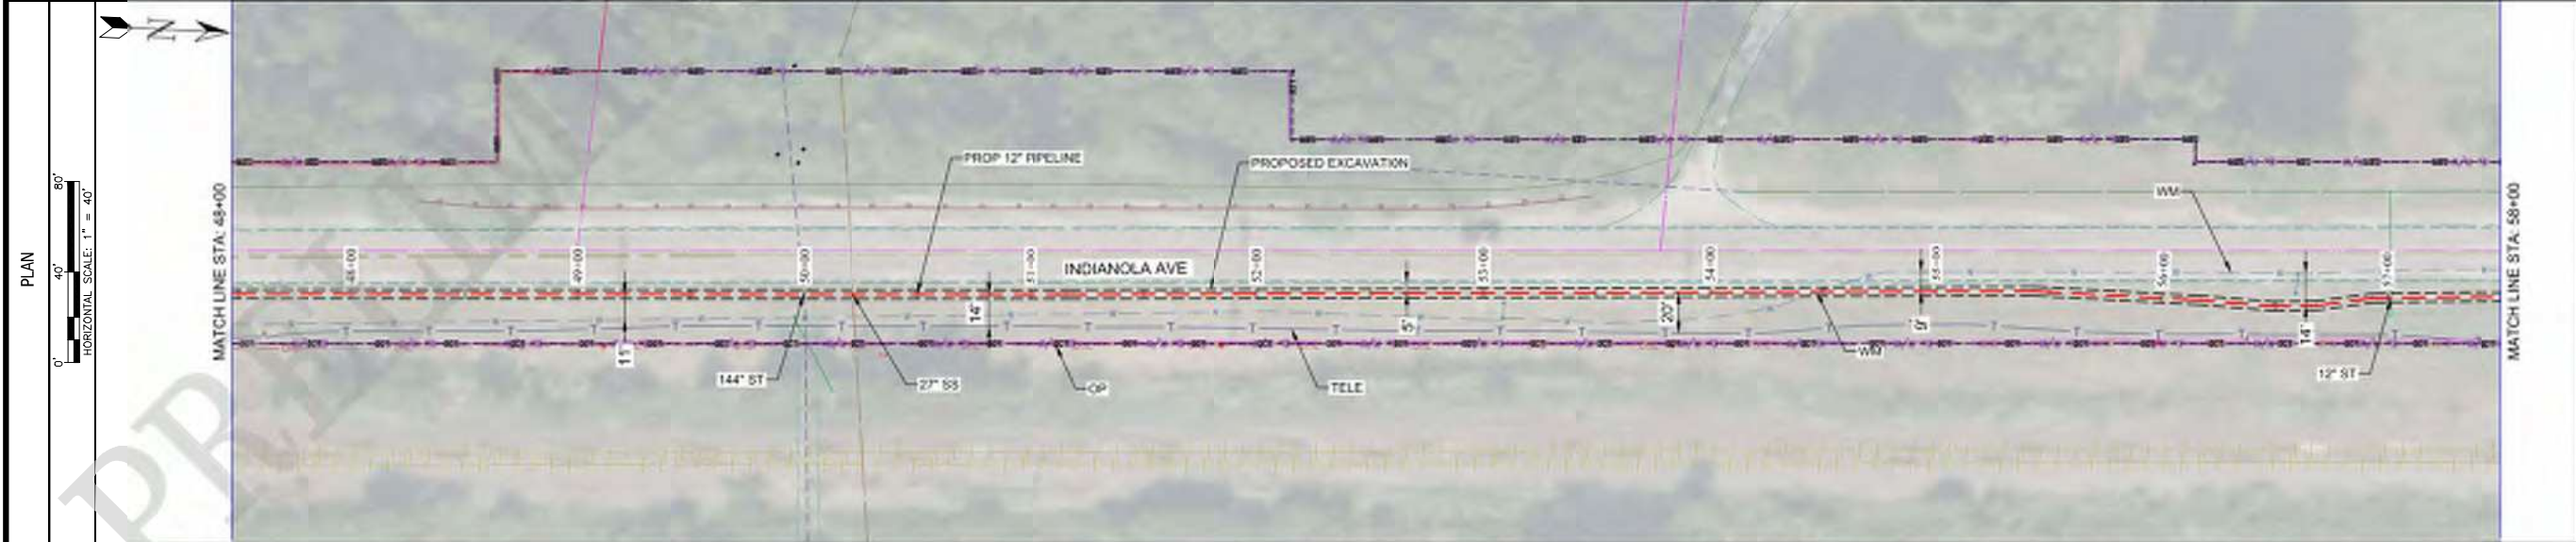 N
PLAN
80'
40'
0'
HORIZONTAL SCALE: 1" = 40'
MATCH LINE STA: 48+00
PROP 12" PIPELINE
PROPOSED EXCAVATION
WM
48+00
49+00
50+00
51+00
INDIANOLA AVE
52+00
53+00
54+00
55+00
56+00
57+00
11'
14'
5'
20'
9'
14'
144" ST
27" SS
OP
TELE
WM
12" ST
MATCH LINE STA: 58+00